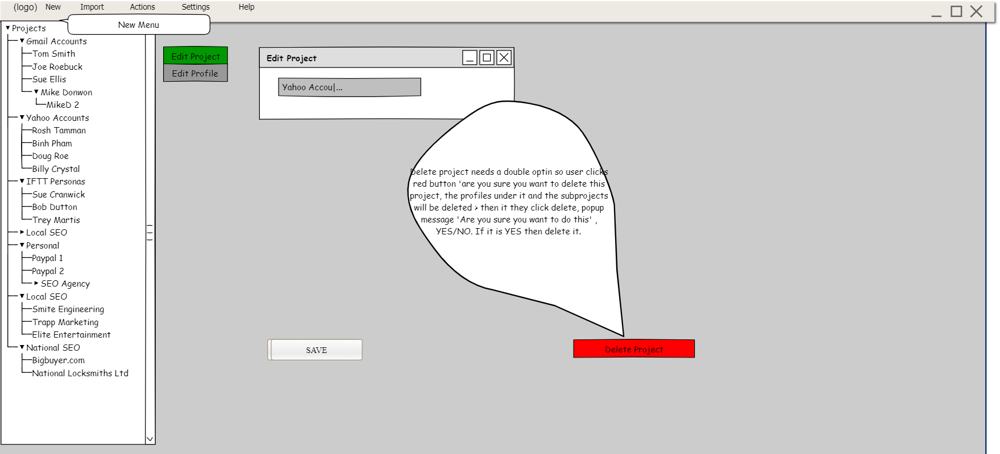 (logo) New Import Actions Settings Help
New Menu
Projects
Gmail Accounts
Tom Smith
Joe Roebuck
Sue Ellis
Mike Donwon
MikeD 2
Yahoo Accounts
Rosh Tamman
Binh Pham
Doug Roe
Billy Crystal
IFTT Personas
Sue Cranwick
Bob Dutton
Trey Martis
Local SEO
Personal
Paypal 1
Paypal 2
SEO Agency
Local SEO
Smite Engineering
Trapp Marketing
Elite Entertainment
National SEO
Bigbuyer.com
National Locksmiths Ltd
Edit Project
Edit Profile
Edit Project
Yahoo Accou|...
Delete project needs a double optin so user clicks
red button 'are you sure you want to delete this
project, the profiles under it and the subprojects
will be deleted > then it they click delete, popup
message 'Are you sure you want to do this' ,
YES/NO. If it is YES then delete it.
SAVE
Delete Project